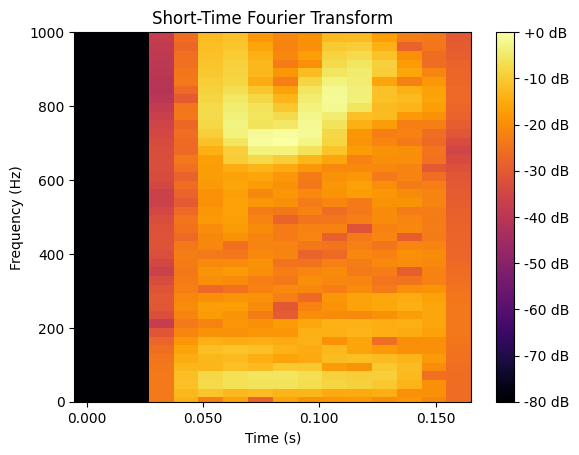 Short-Time Fourier Transform
1000
800
600
400
200
0
Frequency (Hz)
0.000
0.050
0.100
0.150
Time (s)
+0 dB
-10 dB
-20 dB
-30 dB
-40 dB
-50 dB
-60 dB
-70 dB
-80 dB